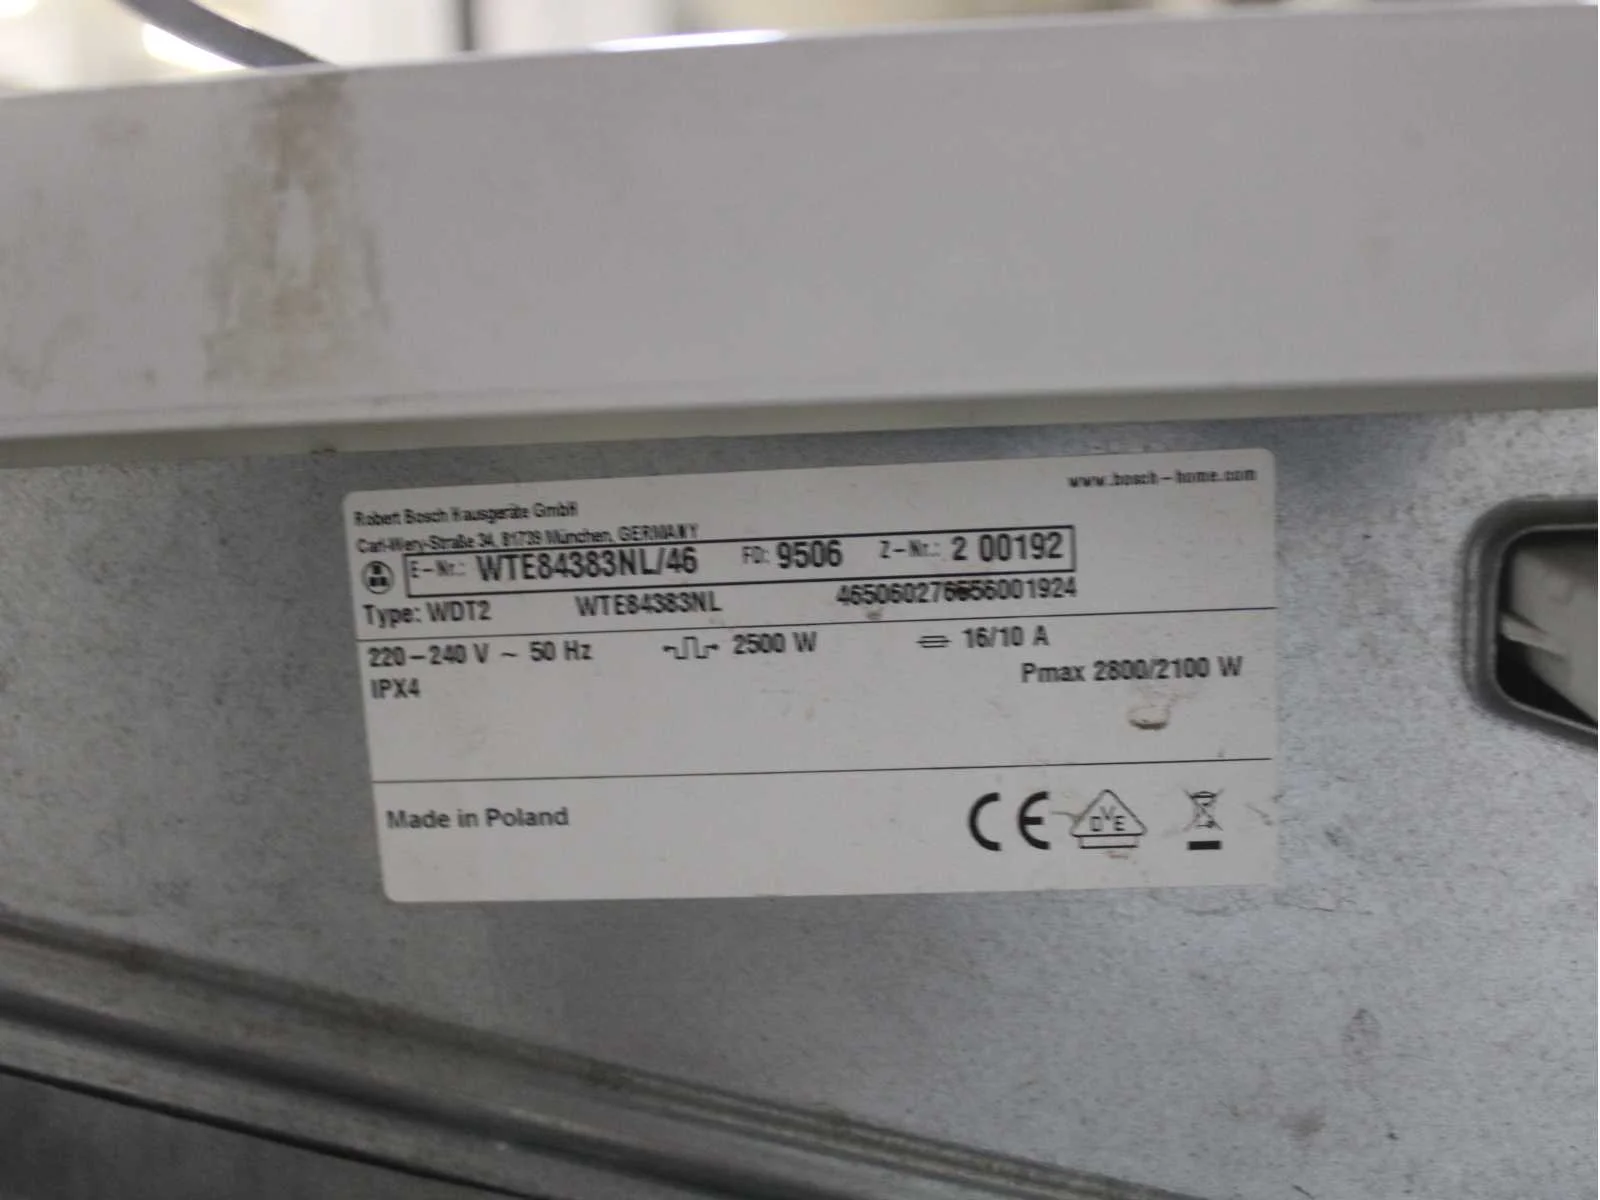 www.bosch-home.com
Robert Bosch Hausgeräte GmbH
Carl-Wery-Straße 34, 81739 München, GERMANY
E-Nr.: WTE84383NL/46 FD: 9506 Z-Nr.: 2 00192
Type: WDT2 WTE84383NL 465060276556001924
220-240 V ~ 50 Hz 2500 W 16/10 A
IPX4 Pmax 2800/2100 W
Made in Poland CE DVE